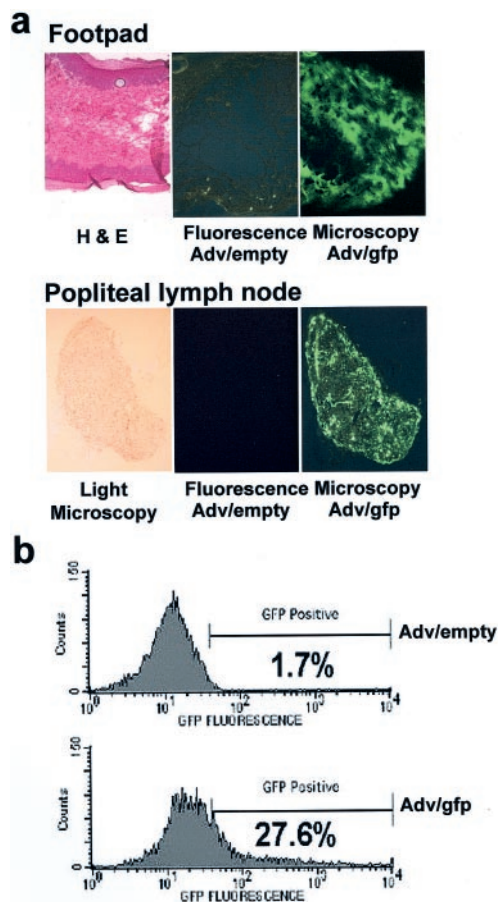 a
Footpad
H & E
Fluorescence Microscopy
Adv/empty Adv/gfp
Popliteal lymph node
Light Fluorescence Microscopy
Microscopy Adv/empty Adv/gfp
b
150
Counts
0
GFP Positive
1.7%
Adv/empty
10^0 10^1 10^2 10^3 10^4
GFP FLUORESCENCE
150
Counts
0
GFP Positive
27.6%
Adv/gfp
10^0 10^1 10^2 10^3 10^4
GFP FLUORESCENCE